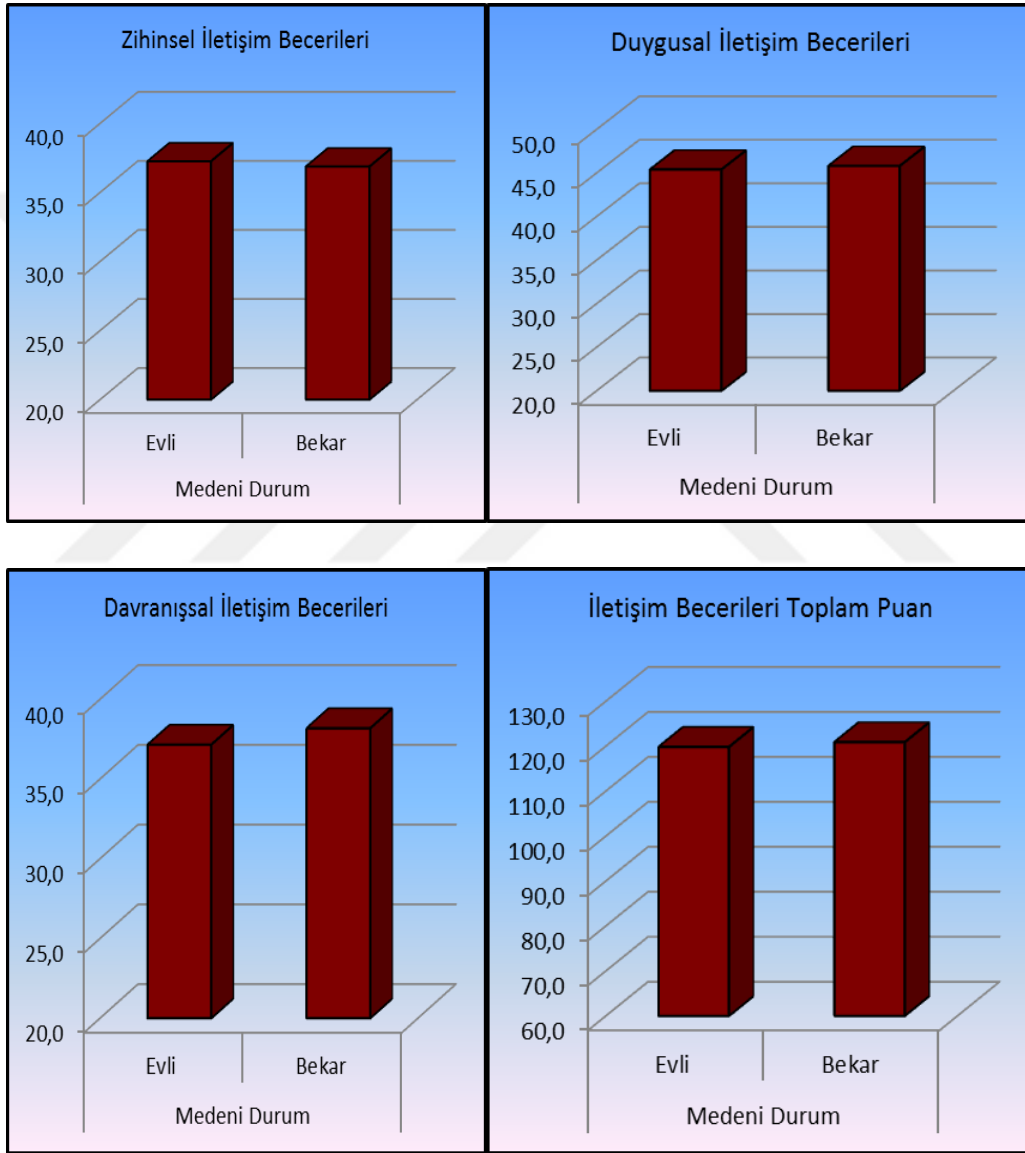 Zihinsel İletişim Becerileri
40,0
35,0
30,0
25,0
20,0
Evli
Bekar
Medeni Durum
Duygusal İletişim Becerileri
50,0
45,0
40,0
35,0
30,0
25,0
20,0
Evli
Bekar
Medeni Durum
Davranışsal İletişim Becerileri
40,0
35,0
30,0
25,0
20,0
Evli
Bekar
Medeni Durum
İletişim Becerileri Toplam Puan
130,0
120,0
110,0
100,0
90,0
80,0
70,0
60,0
Evli
Bekar
Medeni Durum